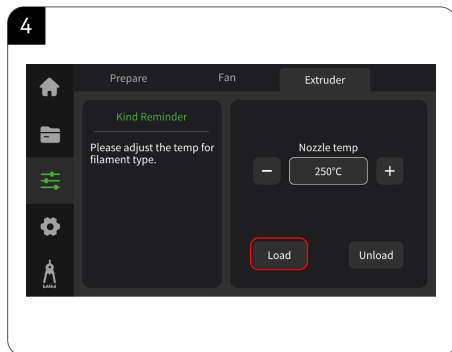 4
Prepare
Fan
Extruder
Kind Reminder
Please adjust the temp for
filament type.
Nozzle temp
− 250°C +
Load
Unload